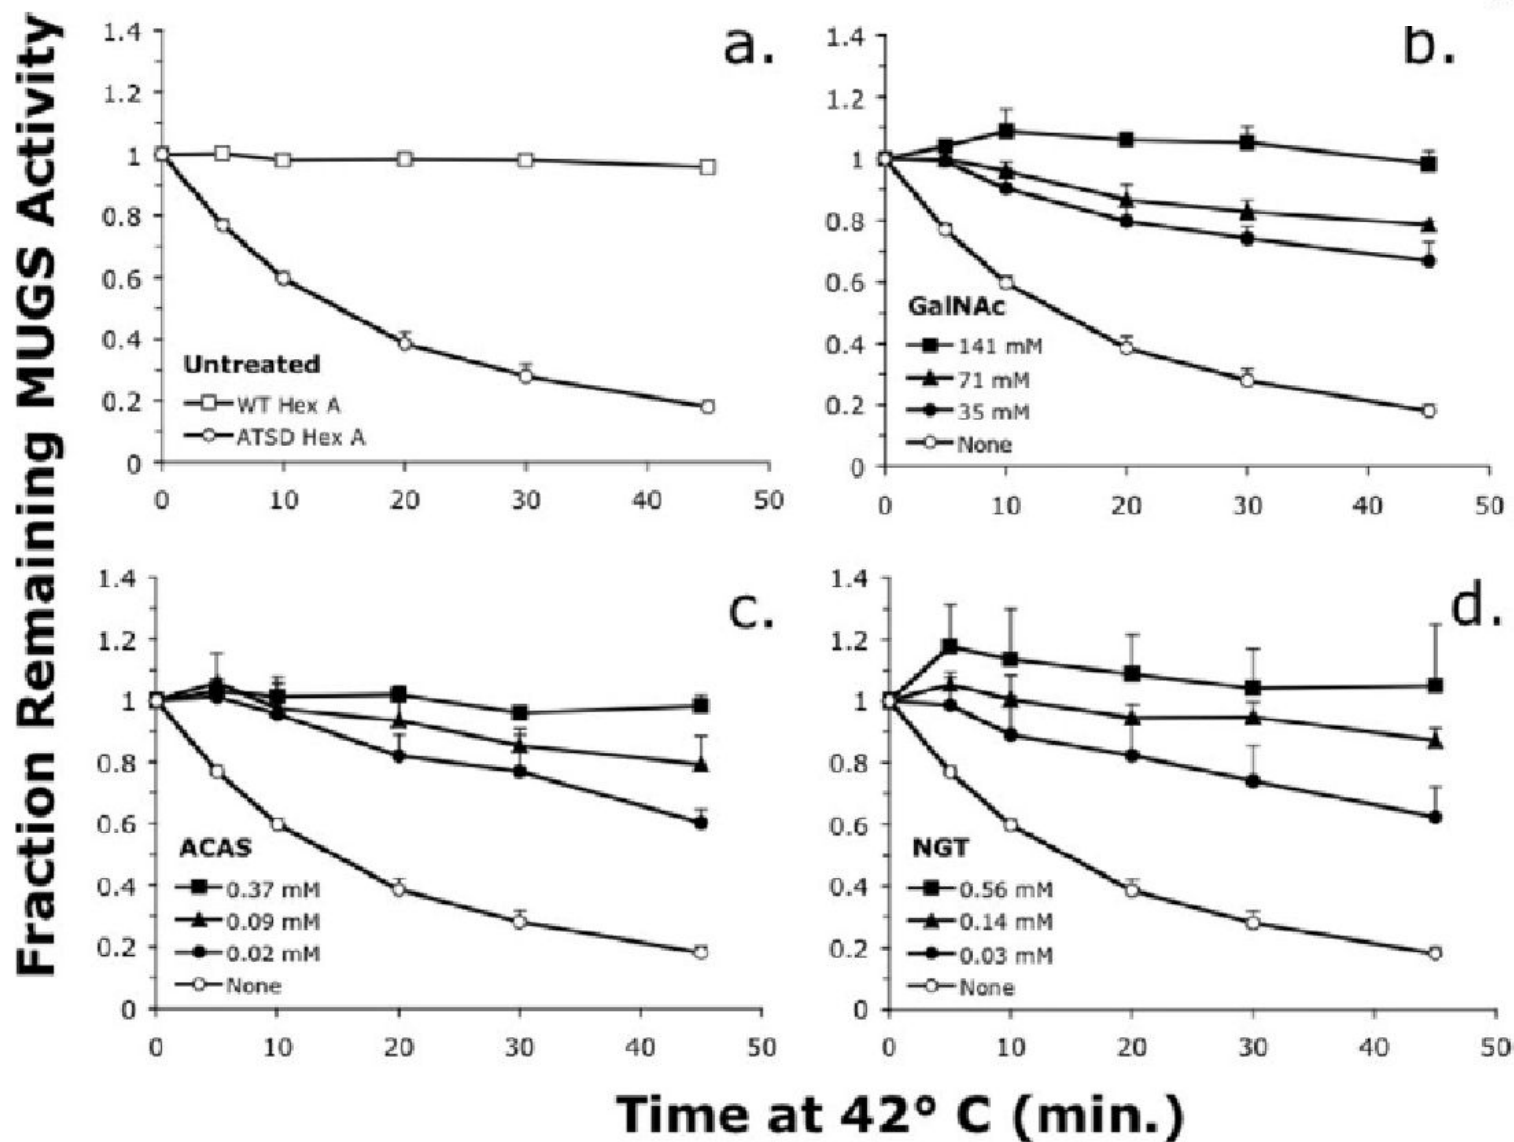 Fraction Remaining MUGS Activity
a.
1.4
1.2
1
0.8
0.6
0.4
0.2
0
Untreated
WT Hex A
ATSD Hex A
0 10 20 30 40 50
b.
1.4
1.2
1
0.8
0.6
0.4
0.2
0
GalNAc
141 mM
71 mM
35 mM
None
0 10 20 30 40 50
c.
1.4
1.2
1
0.8
0.6
0.4
0.2
0
ACAS
0.37 mM
0.09 mM
0.02 mM
None
0 10 20 30 40 50
d.
1.4
1.2
1
0.8
0.6
0.4
0.2
0
NGT
0.56 mM
0.14 mM
0.03 mM
None
0 10 20 30 40 50
Time at 42° C (min.)